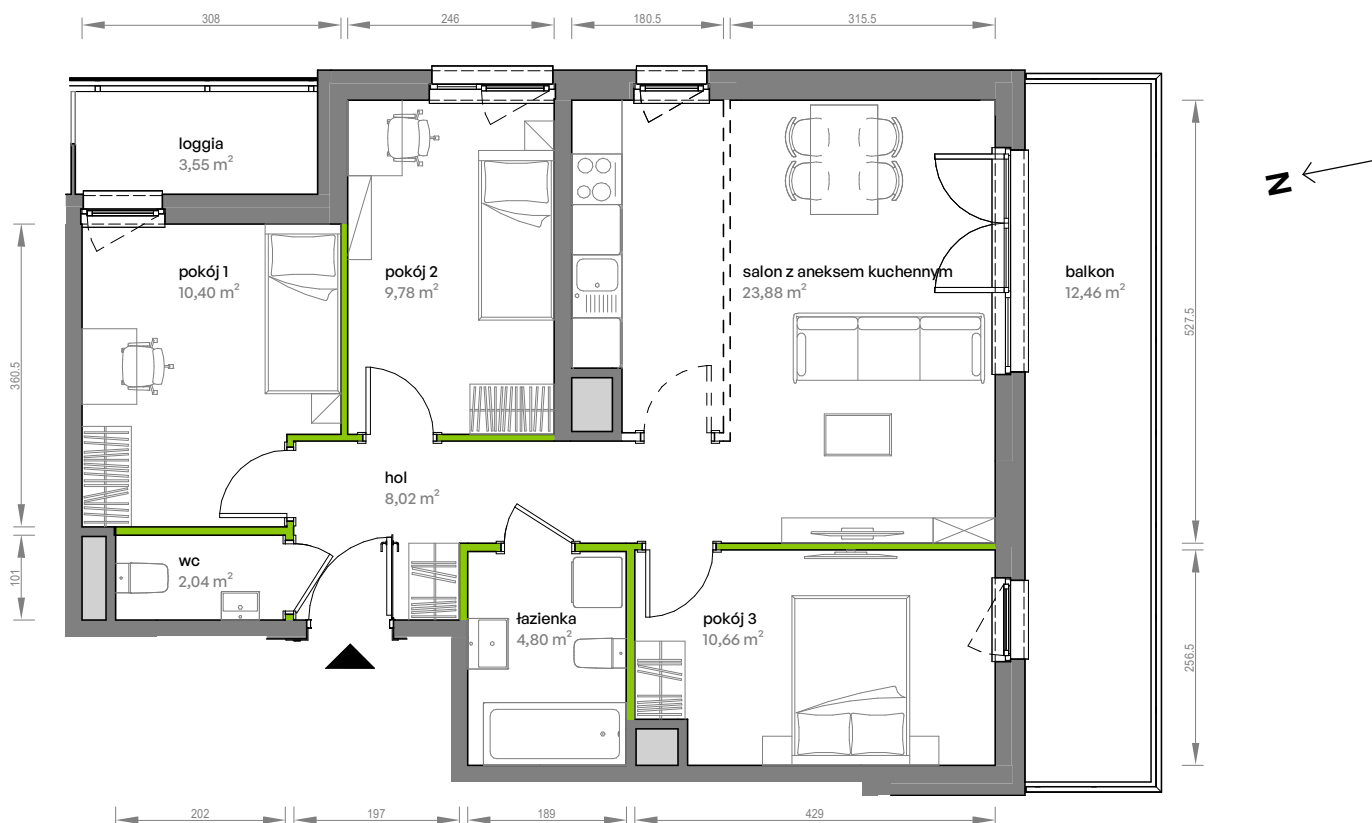 308
246
180.5
315.5
loggia
3,55 m²
N
pokój 1
10,40 m²
pokój 2
9,78 m²
salon z aneksem kuchennym
23,88 m²
balkon
12,46 m²
360.5
527.5
hol
8,02 m²
wc
2,04 m²
101
łazienka
4,80 m²
pokój 3
10,66 m²
256.5
202
197
189
429